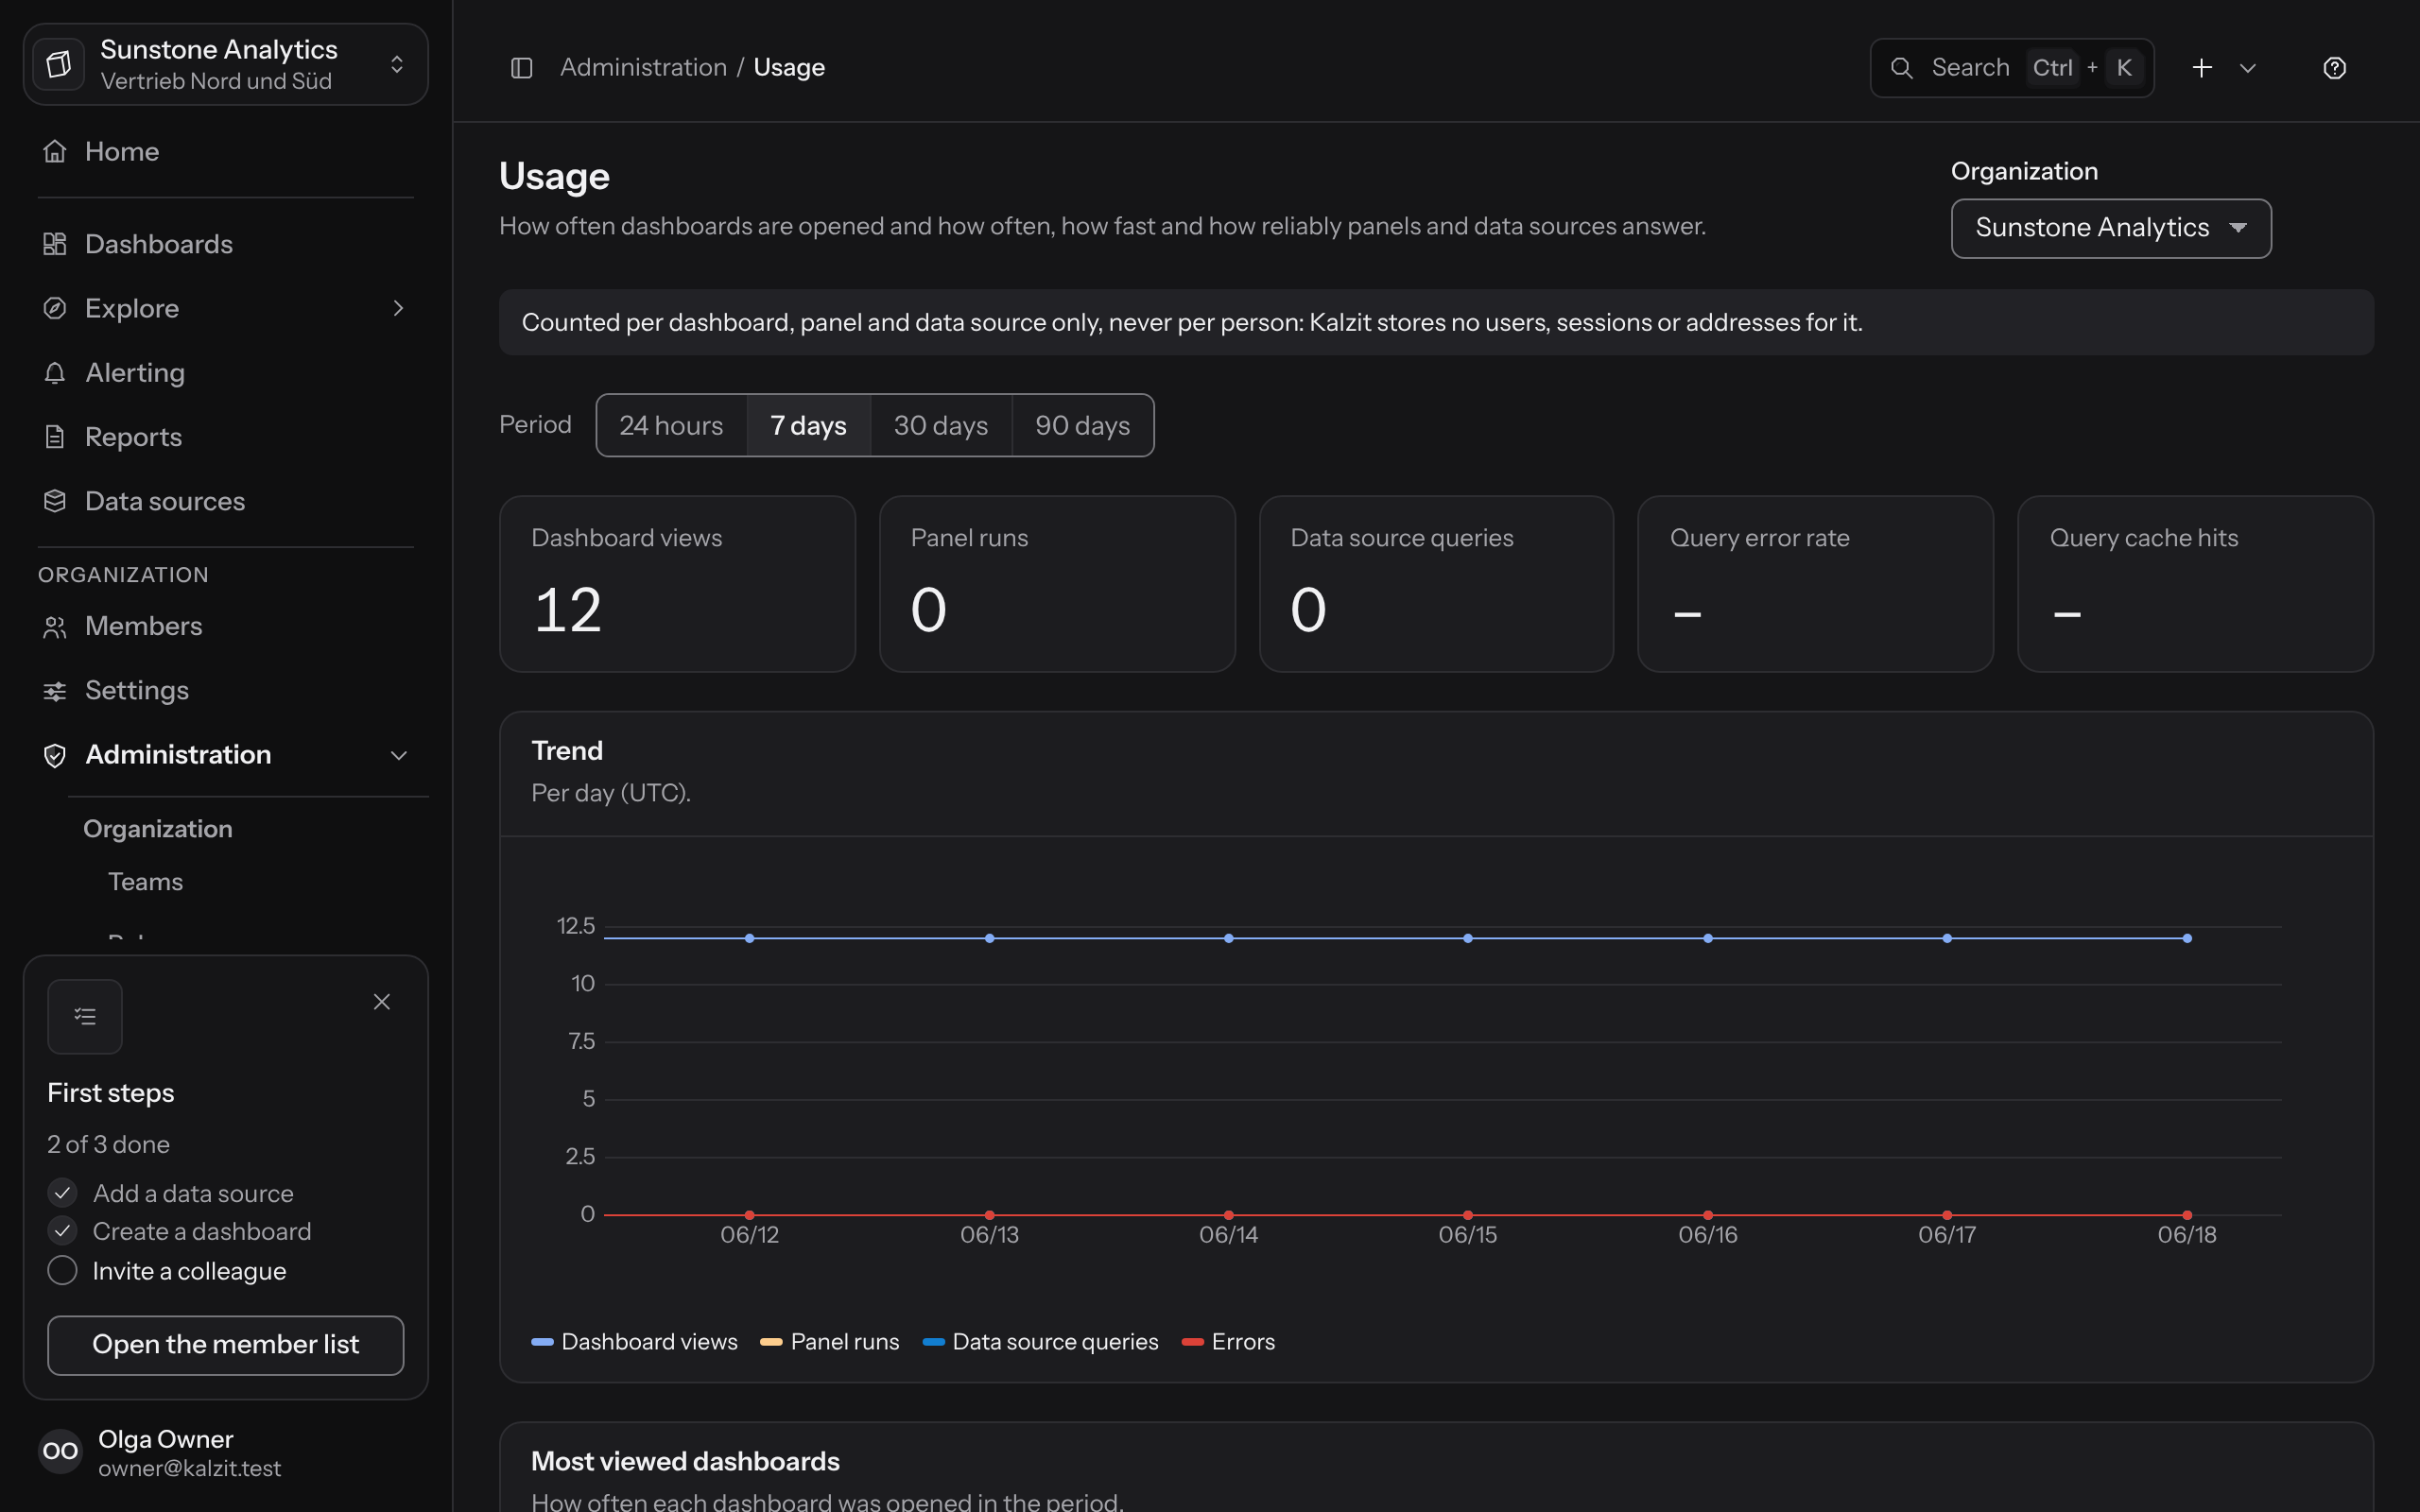 Sunstone Analytics
Vertrieb Nord und Süd
Home
Dashboards
Explore
Alerting
Reports
Data sources
ORGANIZATION
Members
Settings
Administration
Organization
Teams
First steps
2 of 3 done
Add a data source
Create a dashboard
Invite a colleague
Open the member list
OO
Olga Owner
owner@kalzit.test
Administration / Usage
Search Ctrl + K
Usage
How often dashboards are opened and how often, how fast and how reliably panels and data sources answer.
Organization
Sunstone Analytics
Counted per dashboard, panel and data source only, never per person: Kalzit stores no users, sessions or addresses for it.
Period 24 hours 7 days 30 days 90 days
Dashboard views
12
Panel runs
0
Data source queries
0
Query error rate
–
Query cache hits
–
Trend
Per day (UTC).
12.5
10
7.5
5
2.5
0
06/12 06/13 06/14 06/15 06/16 06/17 06/18
Dashboard views Panel runs Data source queries Errors
Most viewed dashboards
How often each dashboard was opened in the period.